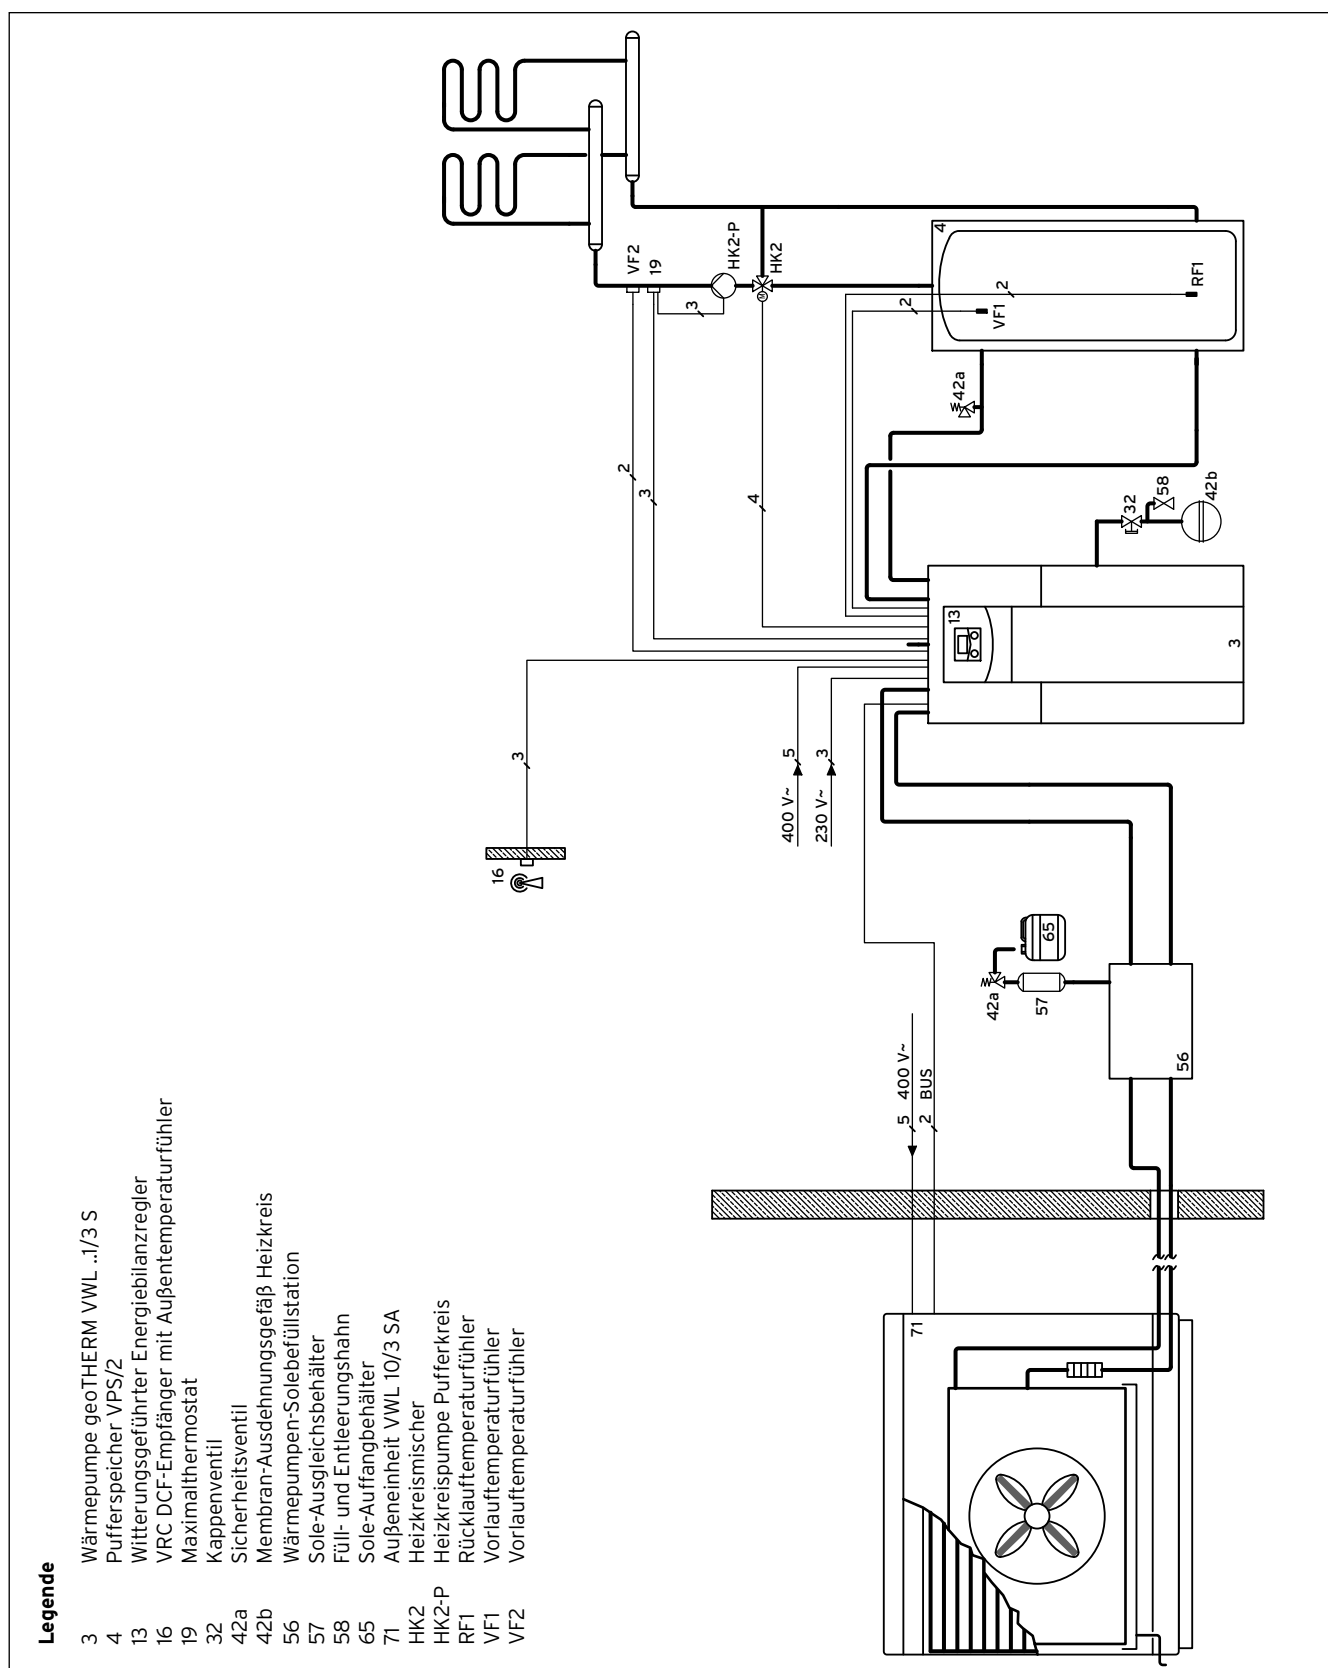 Legende
3 Wärmepumpe geoTHERM VWL ..1/3 S
4 Pufferspeicher VPS/2
13 Witterungsgeführter Energiebilanzregler
16 VRC DCF-Empfänger mit Außentemperaturfühler
19 Maximalthermostat
32 Kappenventil
42a Sicherheitsventil
42b Membran-Ausdehnungsgefäß Heizkreis
56 Wärmepumpen-Solebefüllstation
57 Sole-Ausgleichsbehälter
58 Füll- und Entleerungshahn
65 Sole-Auffangbehälter
71 Außeneinheit VWL 10/3 SA
HK2 Heizkreismischer
HK2-P Heizkreispumpe Pufferkreis
RF1 Rücklauftemperaturfühler
VF1 Vorlauftemperaturfühler
VF2 Vorlauftemperaturfühler
VF2
19
3
HK2-P
HK2
2
3
4
2
2
4
VF1
RF1
42a
32
58
42b
13
3
3
16
400 V~ 5
230 V~ 3
42a
57
65
56
5 400 V~
2 BUS
71